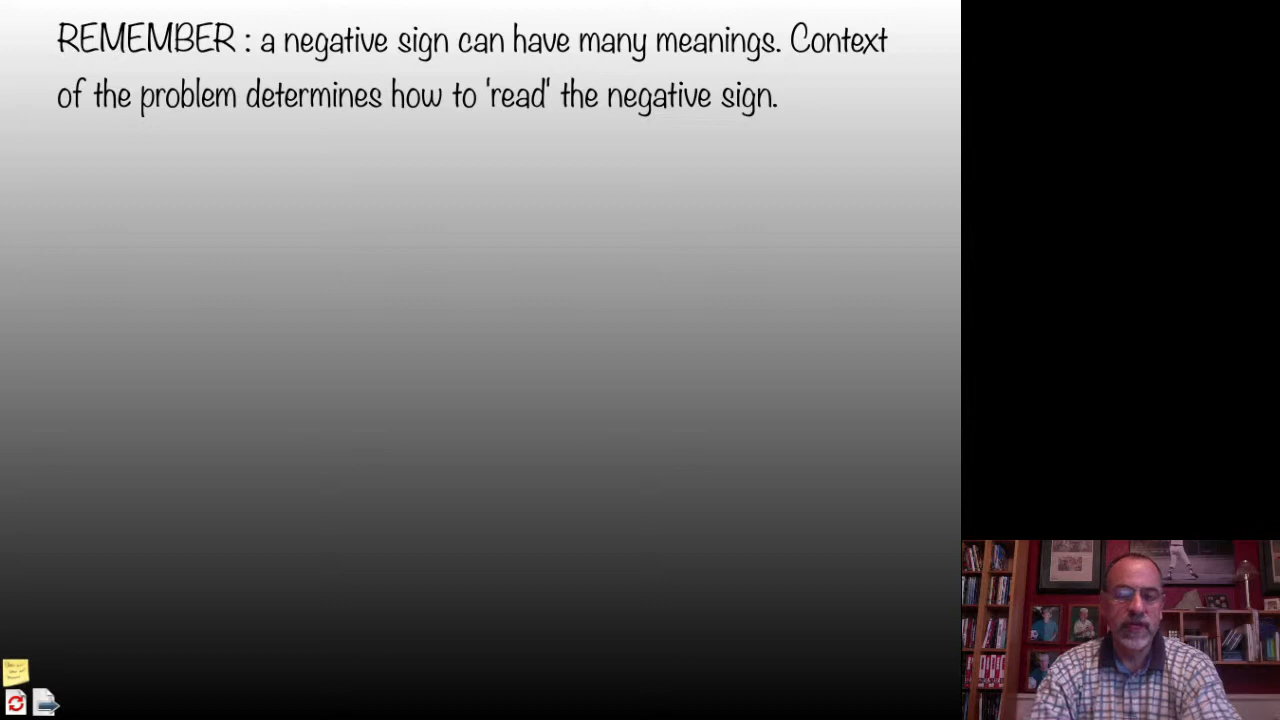 REMEMBER : a negative sign can have many meanings. Context
of the problem determines how to 'read' the negative sign.